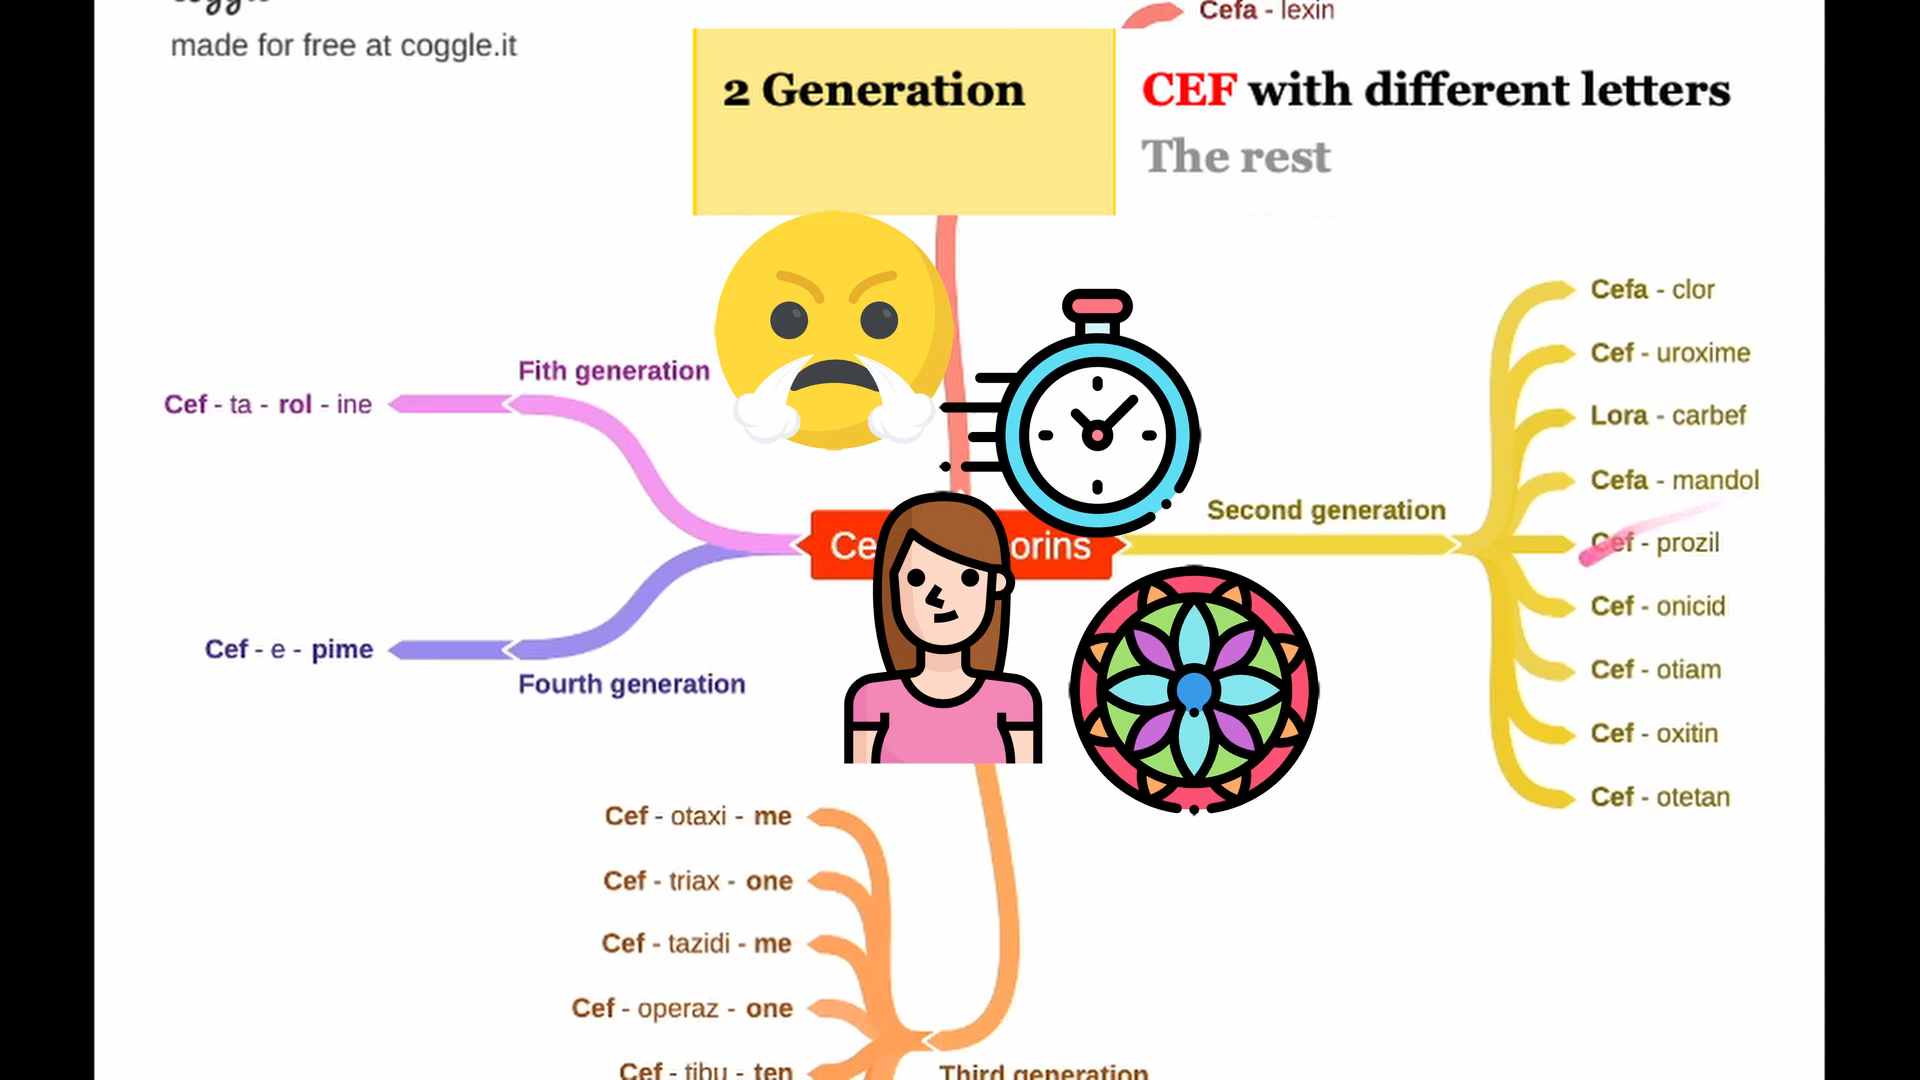 made for free at coggle.it
Cefa - lexin
2 Generation
CEF with different letters
The rest
Fith generation
Cef - ta - rol - ine
Cef - e - pime
Fourth generation
Ce orins
Second generation
Cefa - clor
Cef - uroxime
Lora - carbef
Cefa - mandol
Cef - prozil
Cef - onicid
Cef - otiam
Cef - oxitin
Cef - otetan
Cef - otaxi - me
Cef - triax - one
Cef - tazidi - me
Cef - operaz - one
Cef - tibu - ten
Third generation